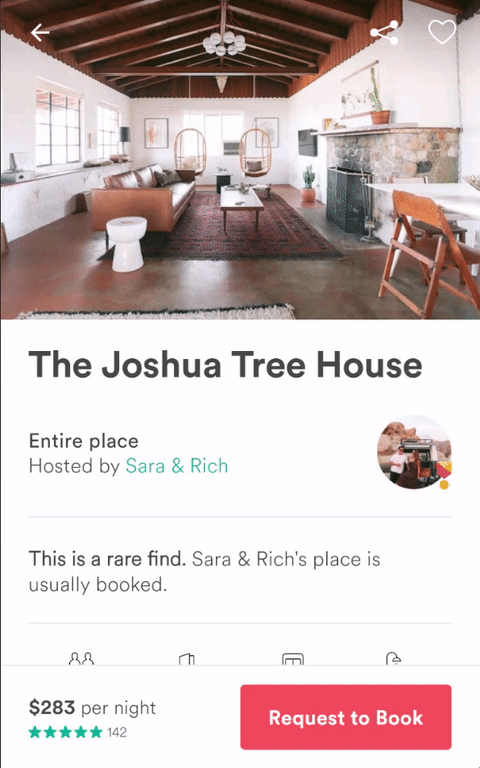 The Joshua Tree House
Entire place
Hosted by Sara & Rich
This is a rare find. Sara & Rich's place is
usually booked.
$283 per night
142
Request to Book